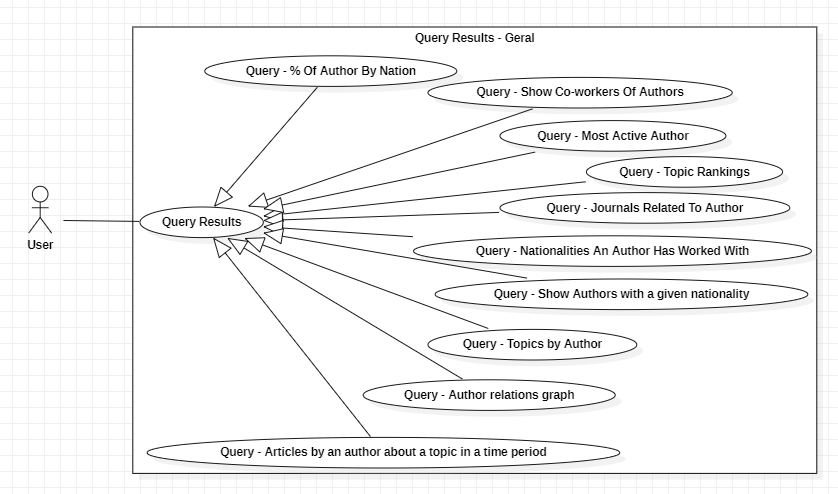 Query Results - Geral
Query - % Of Author By Nation
Query - Show Co-workers Of Authors
Query - Most Active Author
Query - Topic Rankings
Query - Journals Related To Author
Query Results
User
Query - Nationalities An Author Has Worked With
Query - Show Authors with a given nationality
Query - Topics by Author
Query - Author relations graph
Query - Articles by an author about a topic in a time period